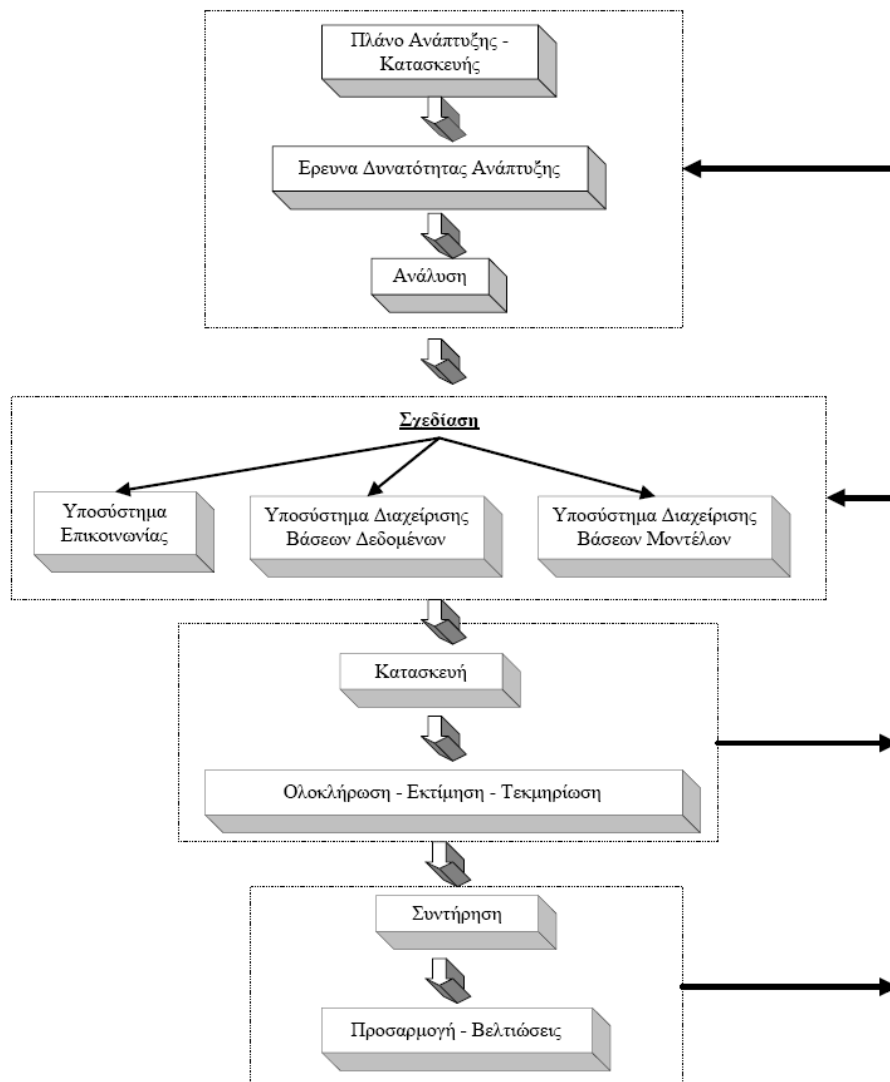 Πλάνο Ανάπτυξης -
Κατασκευής
Ερευνα Δυνατότητας Ανάπτυξης
Ανάλυση
Σχεδίαση
Υποσύστημα
Επικοινωνίας
Υποσύστημα Διαχείρισης
Βάσεων Δεδομένων
Υποσύστημα Διαχείρισης
Βάσεων Μοντέλων
Κατασκευή
Ολοκλήρωση - Εκτίμηση - Τεκμηρίωση
Συντήρηση
Προσαρμογή - Βελτιώσεις